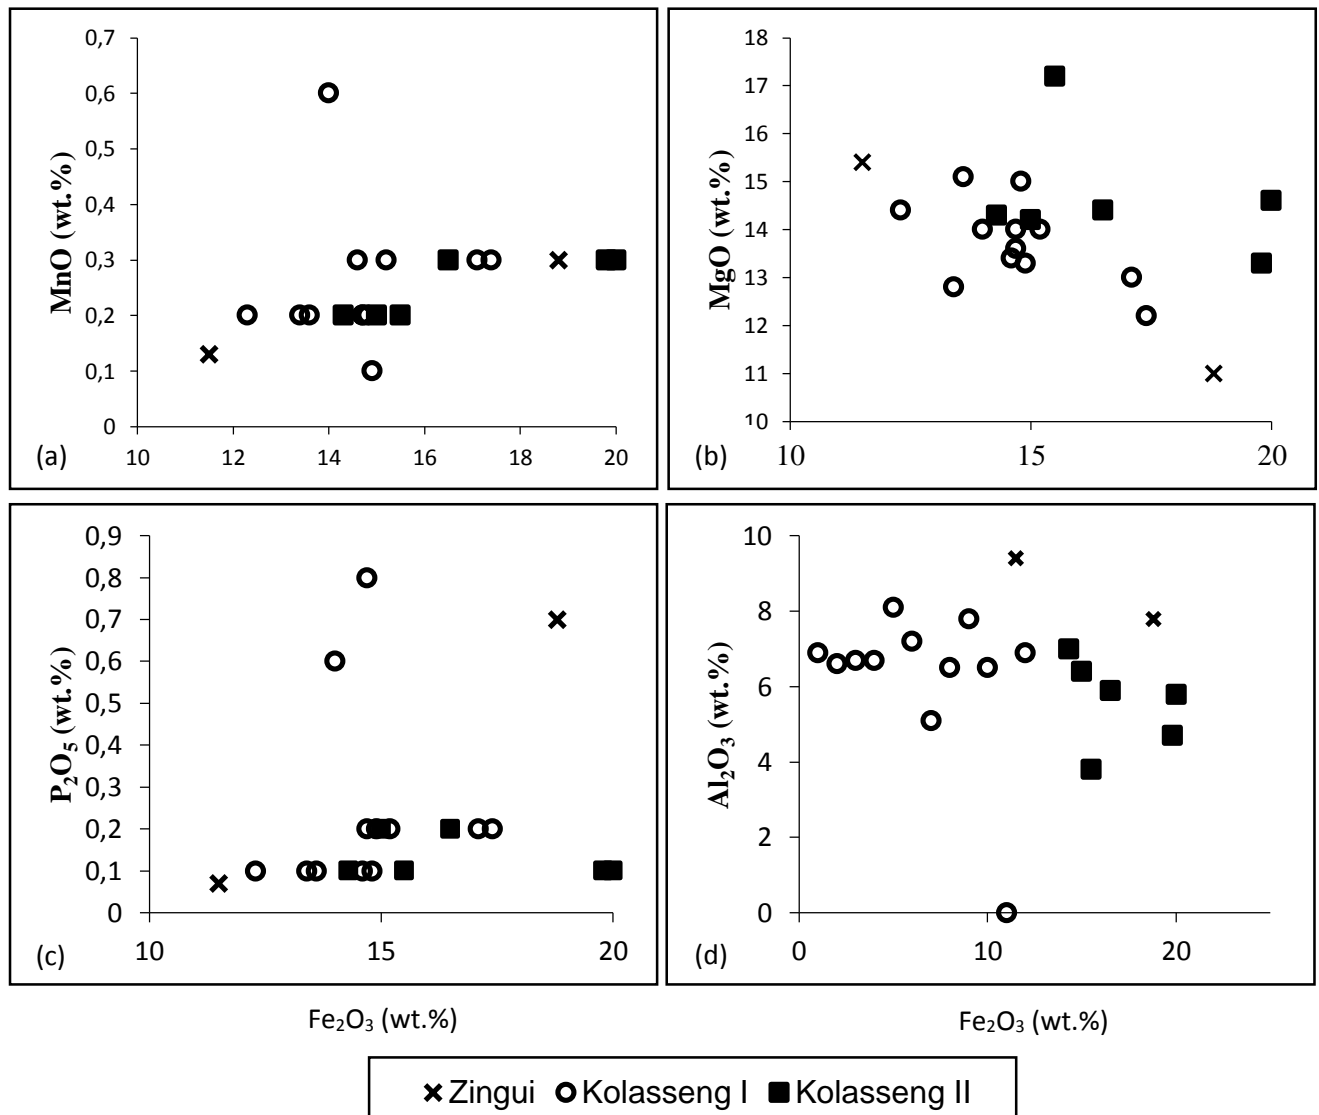 0,7
0,6
0,5
0,4
0,3
0,2
0,1
0
MnO (wt.%)
10 12 14 16 18 20
(a)
18
17
16
15
14
13
12
11
10
MgO (wt.%)
10 15 20
(b)
0,9
0,8
0,7
0,6
0,5
0,4
0,3
0,2
0,1
0
P₂O₅ (wt.%)
10 15 20
(c)
10
8
6
4
2
0
Al₂O₃ (wt.%)
0 10 20
(d)
Fe₂O₃ (wt.%) Fe₂O₃ (wt.%)
Zingui Kolasseng I Kolasseng II